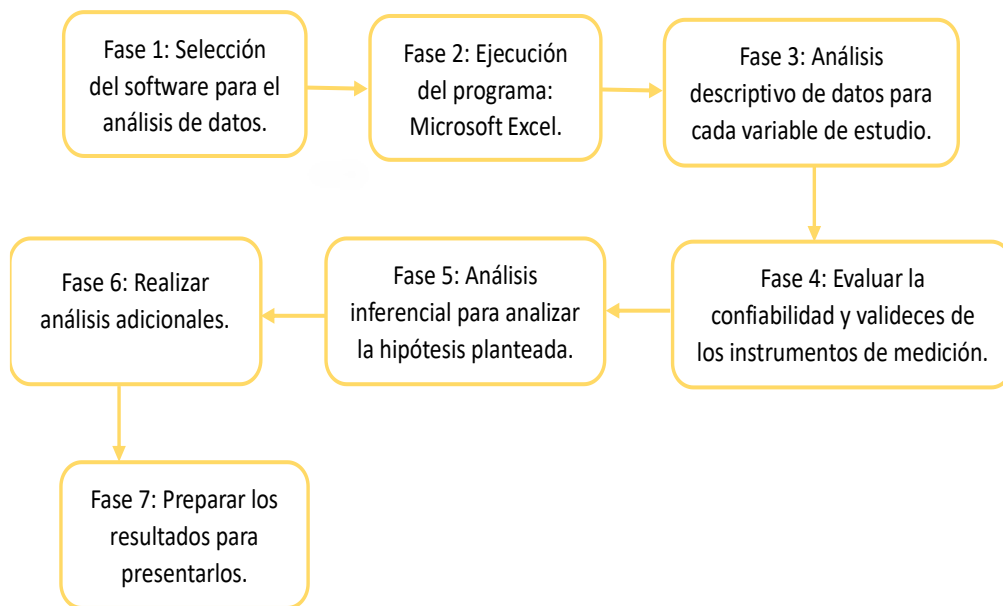 Fase 1: Selección
del software para el
análisis de datos.
Fase 2: Ejecución
del programa:
Microsoft Excel.
Fase 3: Análisis
descriptivo de datos para
cada variable de estudio.
Fase 4: Evaluar la
confiabilidad y valideces de
los instrumentos de medición.
Fase 5: Análisis
inferencial para analizar
la hipótesis planteada.
Fase 6: Realizar
análisis adicionales.
Fase 7: Preparar los
resultados para
presentarlos.